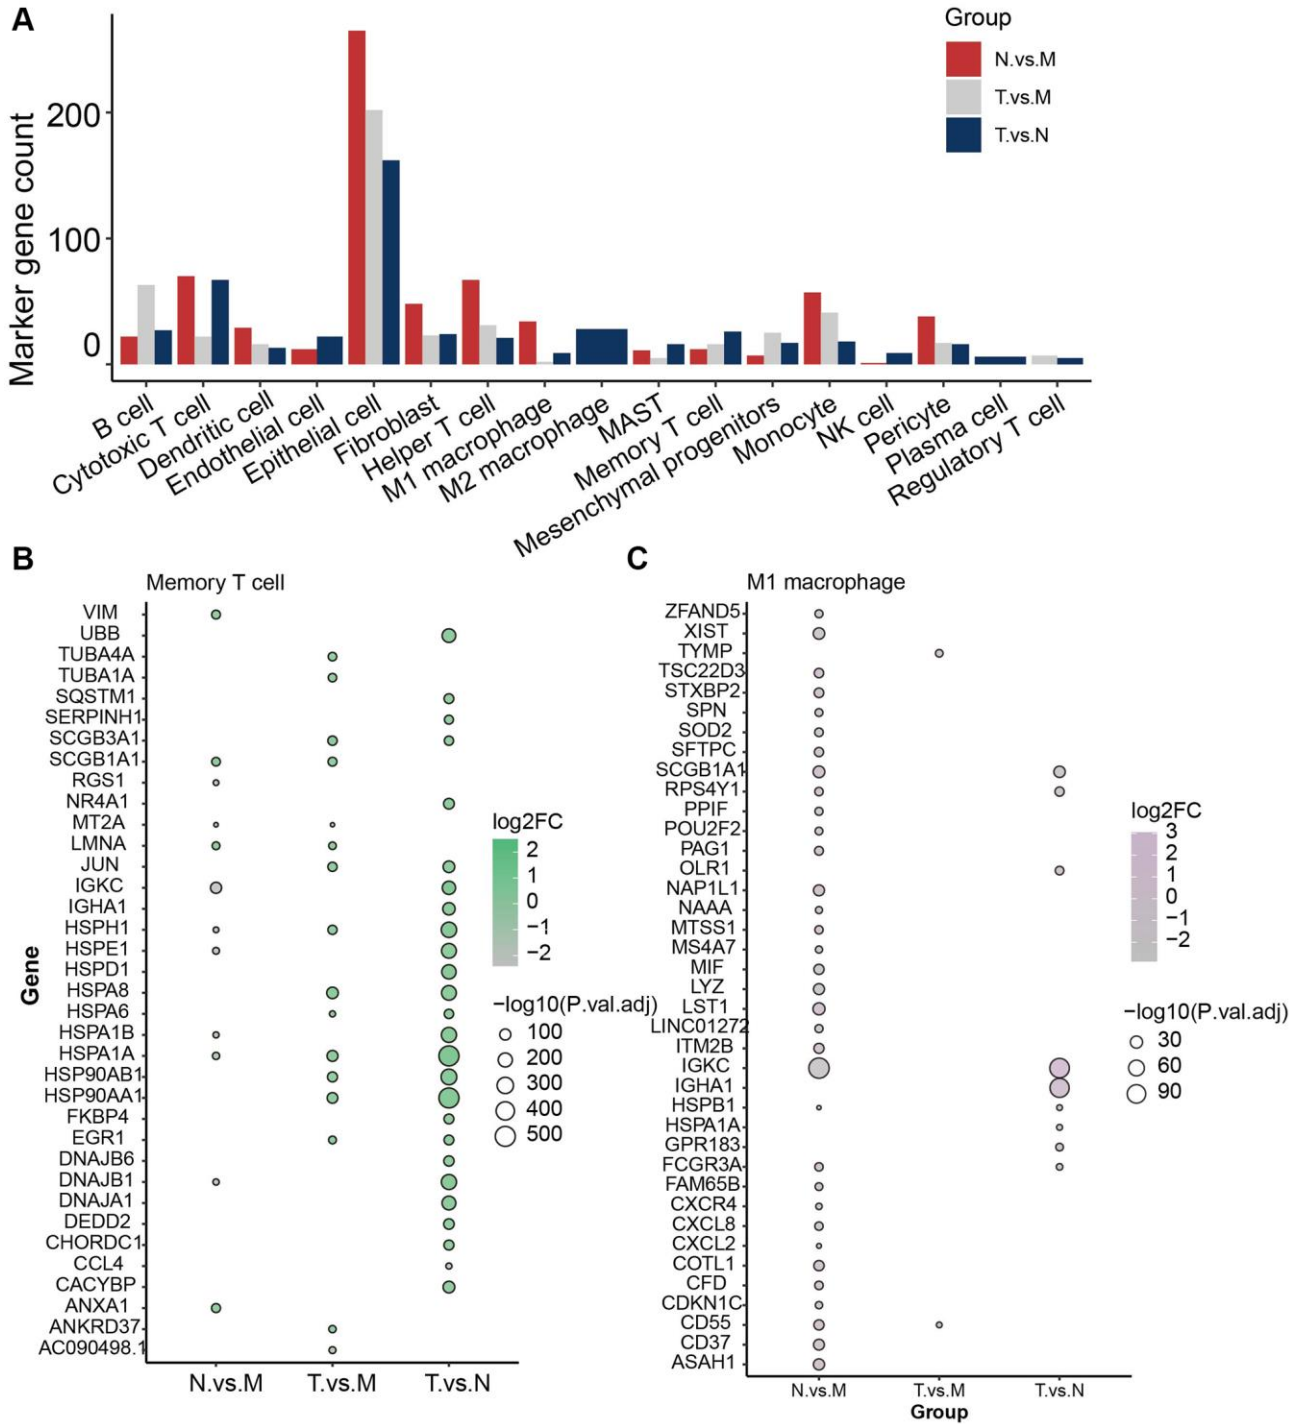 A
Group
N.vs.M
T.vs.M
T.vs.N
Marker gene count
200
100
0
B cell
Cytotoxic T cell
Dendritic cell
Endothelial cell
Epithelial cell
Fibroblast
Helper T cell
M1 macrophage
M2 macrophage
MAST
Memory T cell
Mesenchymal progenitors
Monocyte
NK cell
Pericyte
Plasma cell
Regulatory T cell
B
Memory T cell
Gene
VIM
UBB
TUBA4A
TUBA1A
SQSTM1
SERPINH1
SCGB3A1
SCGB1A1
RGS1
NR4A1
MT2A
LMNA
JUN
IGKC
IGHA1
HSPH1
HSPE1
HSPD1
HSPA8
HSPA6
HSPA1B
HSPA1A
HSP90AB1
HSP90AA1
FKBP4
EGR1
DNAJB6
DNAJB1
DNAJA1
DEDD2
CHORDC1
CCL4
CACYBP
ANXA1
ANKRD37
AC090498.1
N.vs.M
T.vs.M
T.vs.N
log2FC
2
1
0
−1
−2
−log10(P.val.adj)
100
200
300
400
500
C
M1 macrophage
ZFAND5
XIST
TYMP
TSC22D3
STXBP2
SPN
SOD2
SFTPC
SCGB1A1
RPS4Y1
PPIF
POU2F2
PAG1
OLR1
NAP1L1
NAAA
MTSS1
MS4A7
MIF
LYZ
LST1
LINC01272
ITM2B
IGKC
IGHA1
HSPB1
HSPA1A
GPR183
FCGR3A
FAM65B
CXCR4
CXCL8
CXCL2
COTL1
CFD
CDKN1C
CD55
CD37
ASAH1
N.vs.M
T.vs.M
T.vs.N
Group
log2FC
3
2
1
0
−1
−2
−log10(P.val.adj)
30
60
90